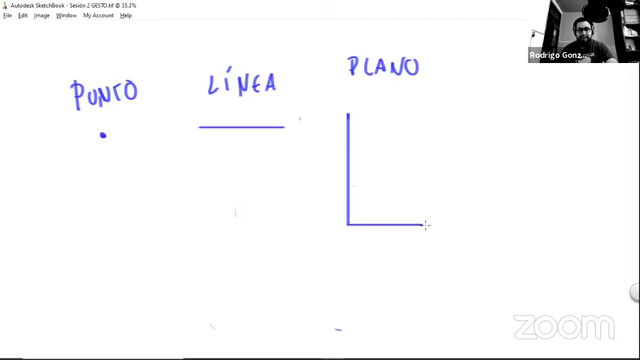 Autodesk SketchBook - Sesión 2 GESTO.tif @ 35.3%
File Edit Image Window My Account Help
Rodrigo Gonz...
PUNTO LÍNEA PLANO
zoom